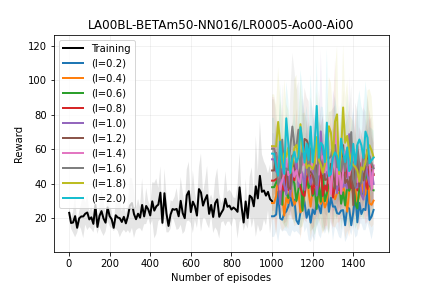 LA00BL-BETAm50-NN016/LR0005-Ao00-Ai00
Reward
120
100
80
60
40
20
Training
(l=0.2)
(l=0.4)
(l=0.6)
(l=0.8)
(l=1.0)
(l=1.2)
(l=1.4)
(l=1.6)
(l=1.8)
(l=2.0)
0 200 400 600 800 1000 1200 1400
Number of episodes